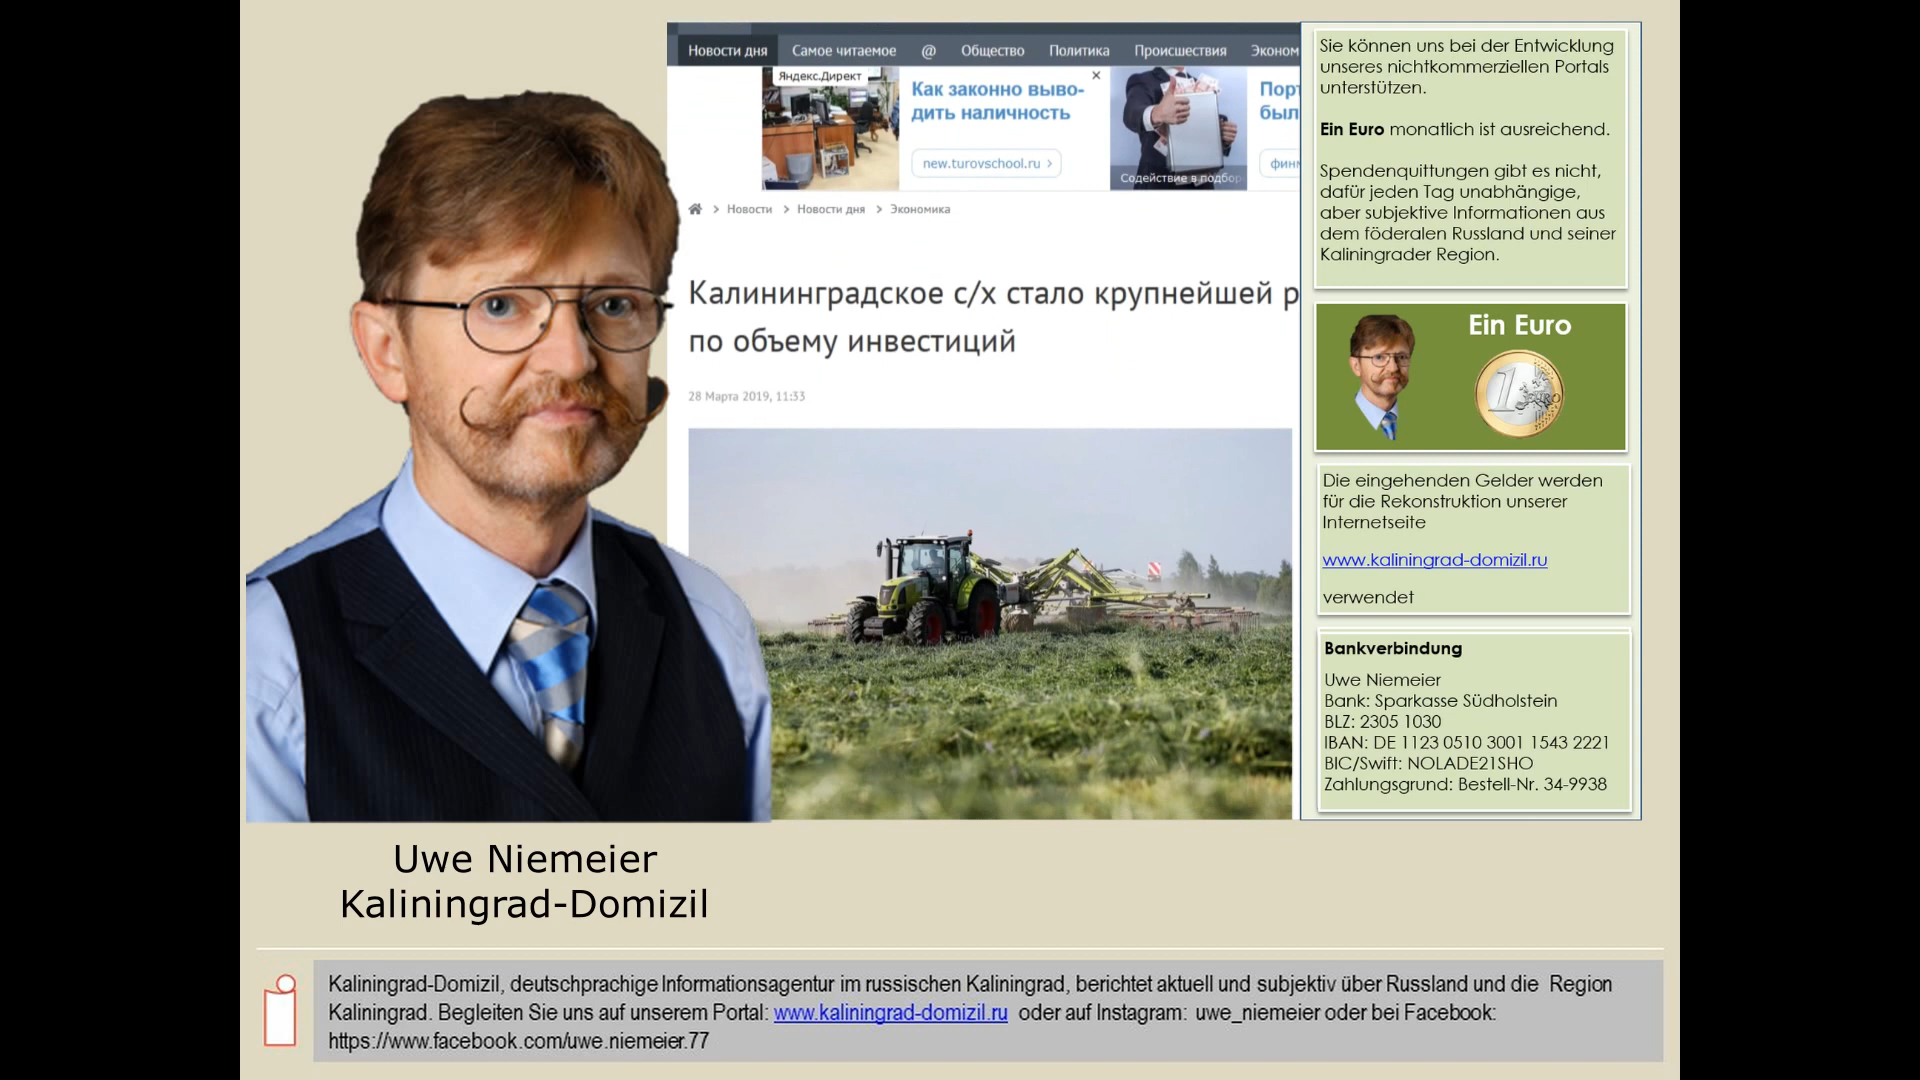 Новости дня Самое читаемое @ Общество Политика Происшествия Эконом
Яндекс.Директ
Как законно выво-
дить наличность
new.turovschool.ru >
Содействие в подбор
Порт
был
фин
> Новости > Новости дня > Экономика
Калининградское с/х стало крупнейшей р
по объему инвестиций
28 Марта 2019, 11:33
Sie können uns bei der Entwicklung
unseres nichtkommerziellen Portals
unterstützen.
Ein Euro monatlich ist ausreichend.
Spendenquittungen gibt es nicht,
dafür jeden Tag unabhängige,
aber subjektive Informationen aus
dem föderalen Russland und seiner
Kaliningrader Region.
Ein Euro
1 EURO
Die eingehenden Gelder werden
für die Rekonstruktion unserer
Internetseite
www.kaliningrad-domizil.ru
verwendet
Bankverbindung
Uwe Niemeier
Bank: Sparkasse Südholstein
BLZ: 2305 1030
IBAN: DE 1123 0510 3001 1543 2221
BIC/Swift: NOLADE21SHO
Zahlungsgrund: Bestell-Nr. 34-9938
Uwe Niemeier
Kaliningrad-Domizil
Kaliningrad-Domizil, deutschprachige Informationsagentur im russischen Kaliningrad, berichtet aktuell und subjektiv über Russland und die Region
Kaliningrad. Begleiten Sie uns auf unserem Portal: www.kaliningrad-domizil.ru oder auf Instagram: uwe_niemeier oder bei Facebook:
https://www.facebook.com/uwe.niemeier.77